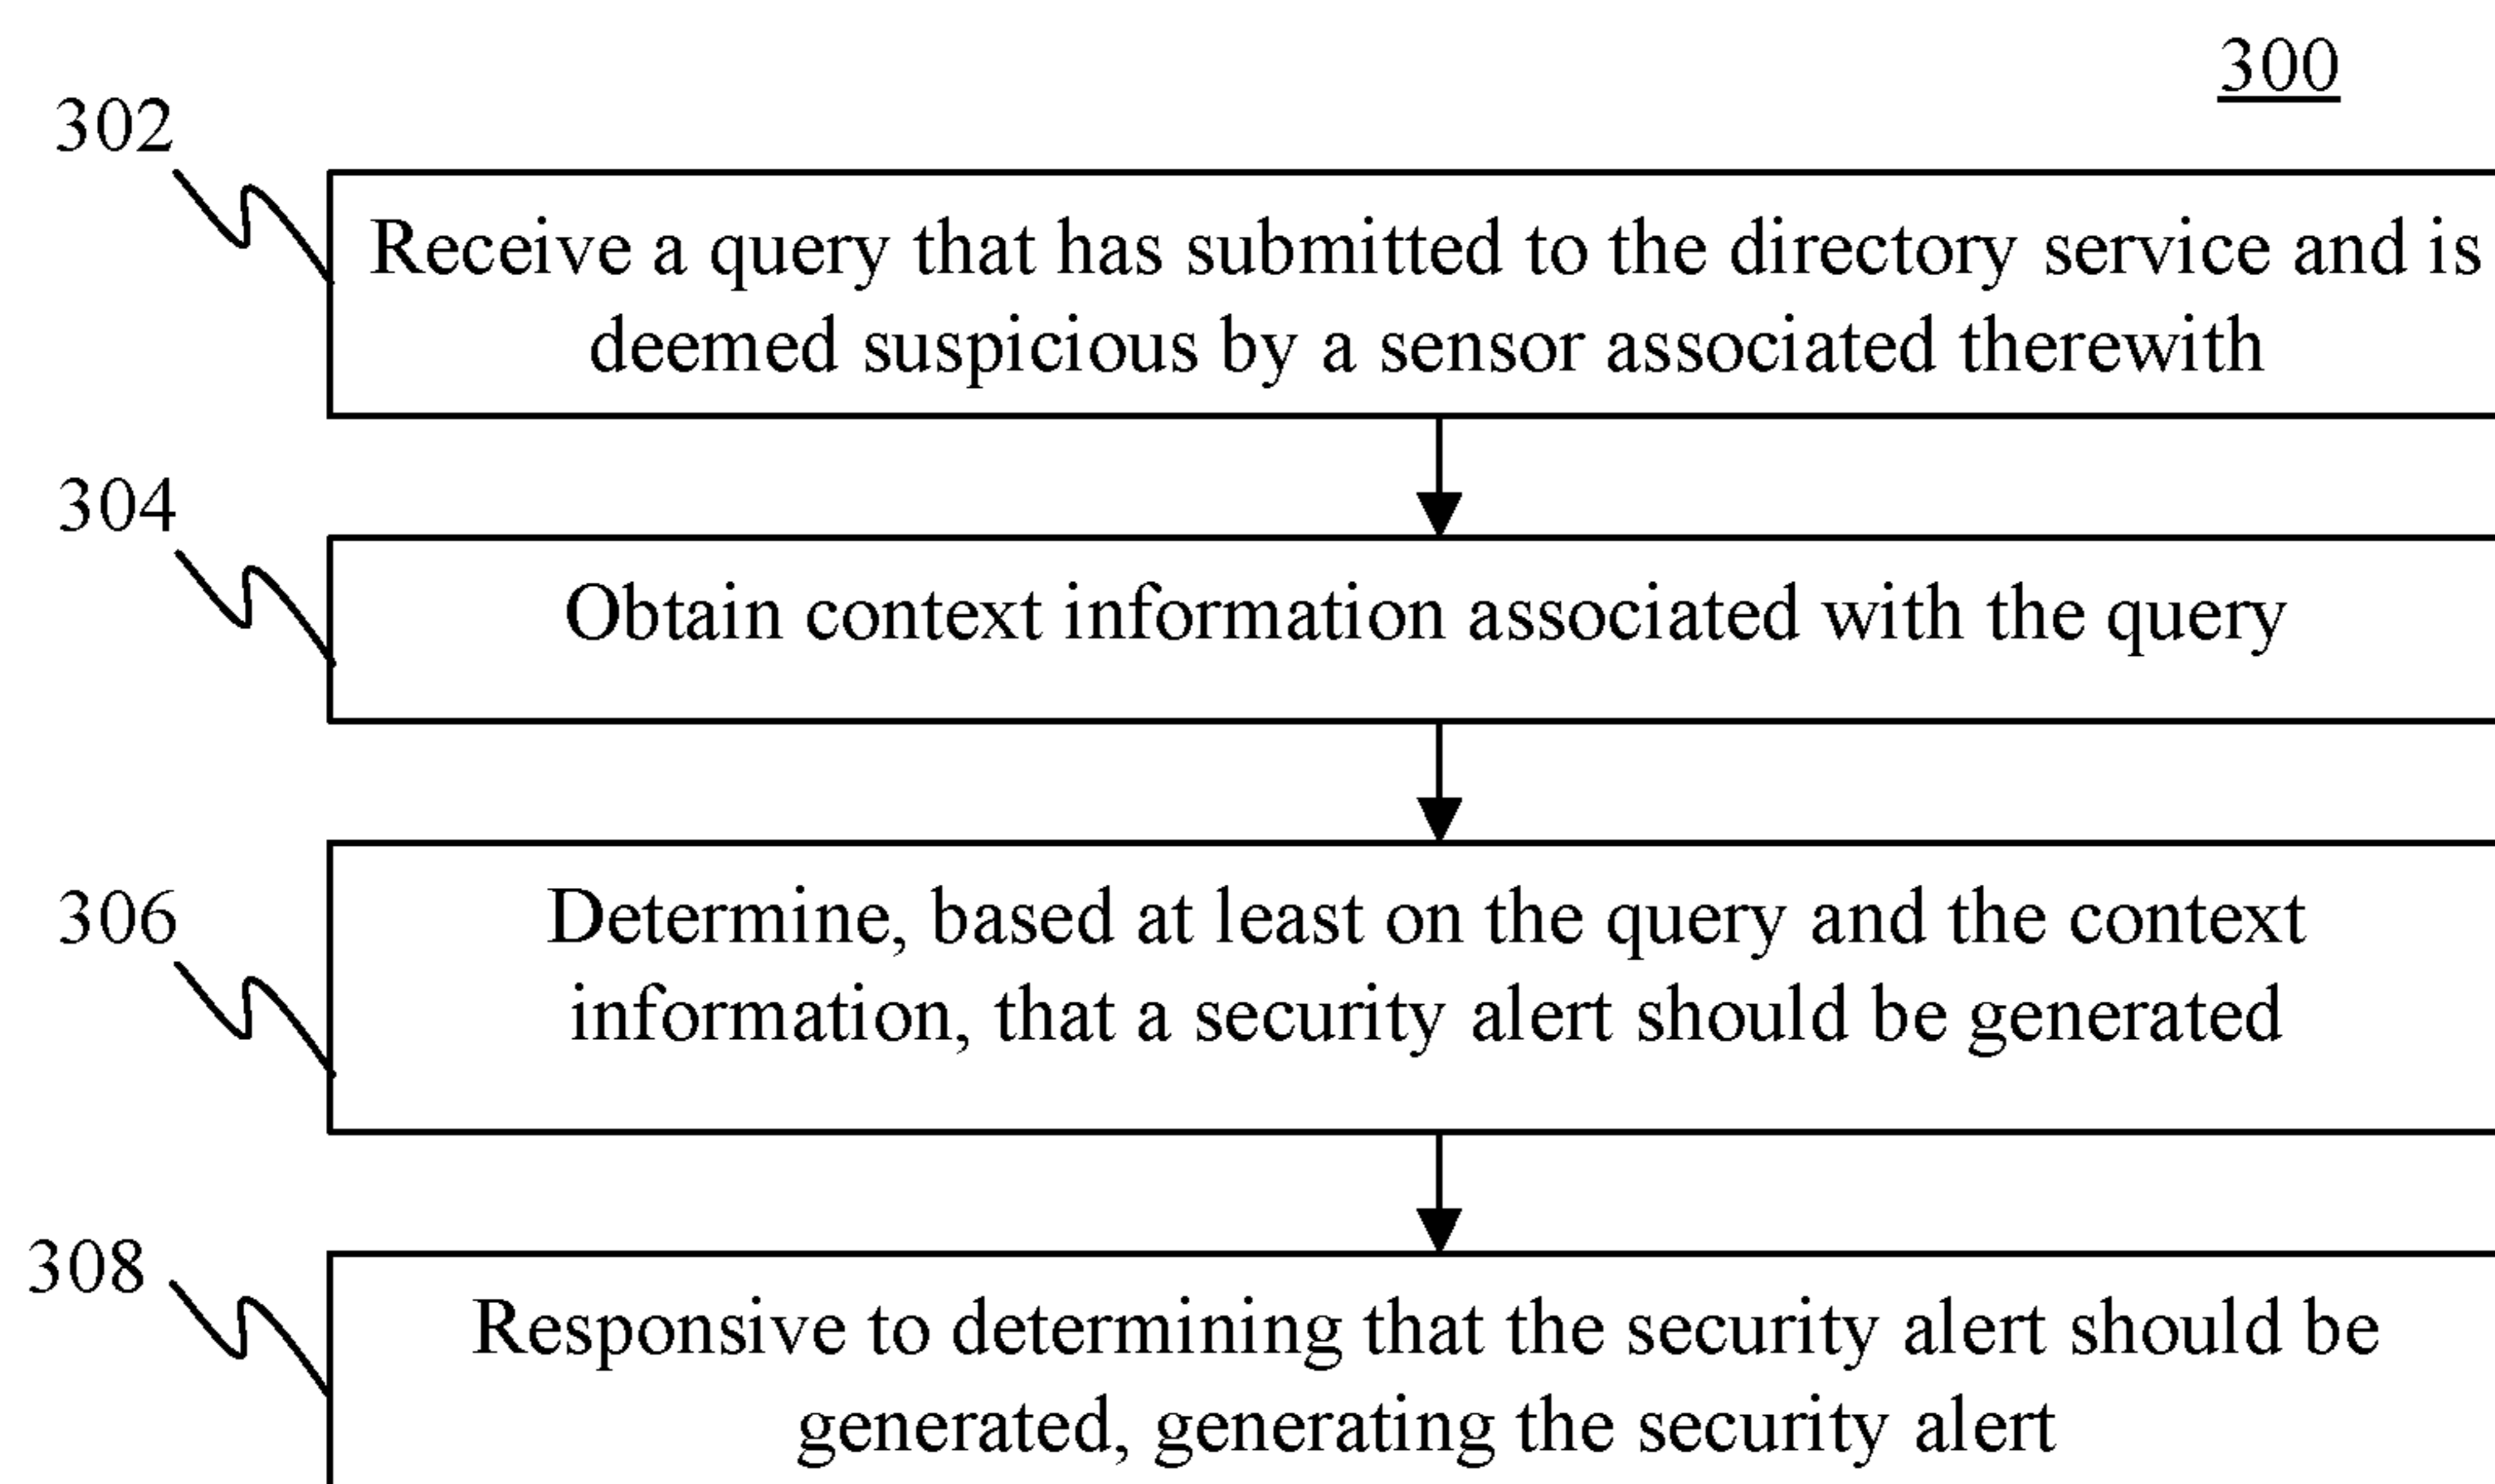 300
302
Receive a query that has submitted to the directory service and is
deemed suspicious by a sensor associated therewith
304
Obtain context information associated with the query
306
Determine, based at least on the query and the context
information, that a security alert should be generated
308
Responsive to determining that the security alert should be
generated, generating the security alert